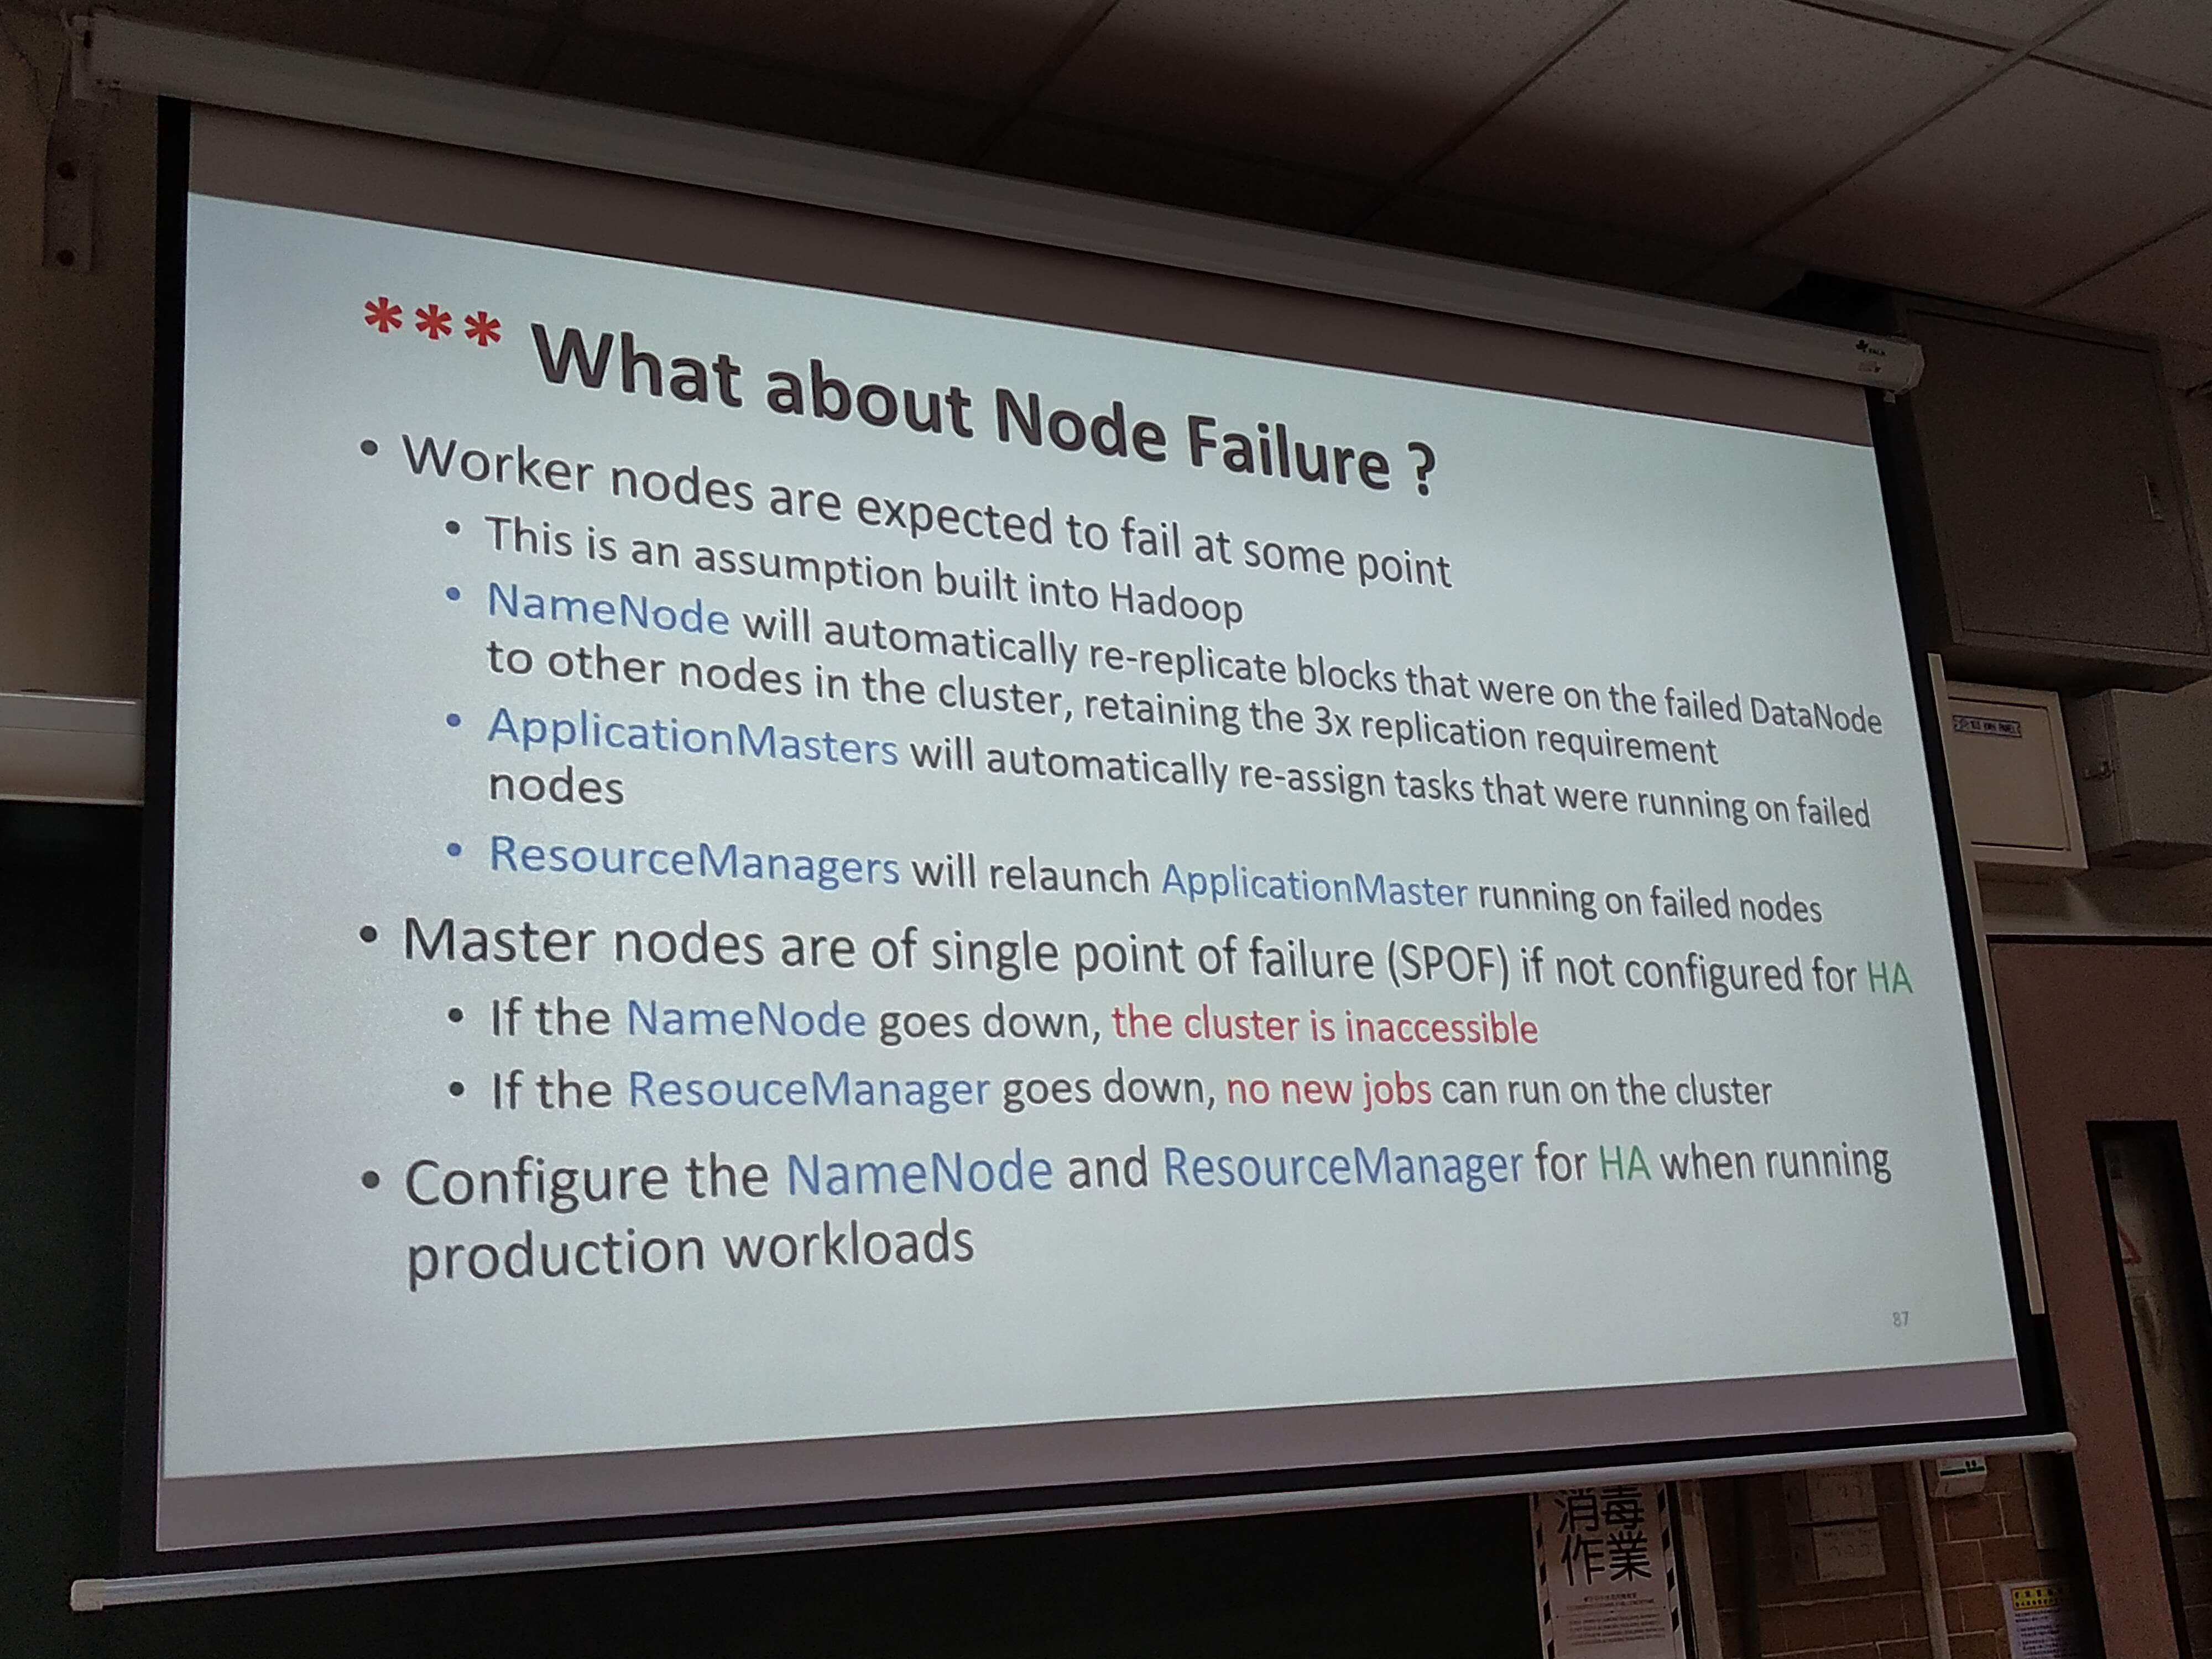 *** What about Node Failure ?
• Worker nodes are expected to fail at some point
• This is an assumption built into Hadoop
• NameNode will automatically re-replicate blocks that were on the failed DataNode
to other nodes in the cluster, retaining the 3x replication requirement
• ApplicationMasters will automatically re-assign tasks that were running on failed
nodes
• ResourceManagers will relaunch ApplicationMaster running on failed nodes
• Master nodes are of single point of failure (SPOF) if not configured for HA
• If the NameNode goes down, the cluster is inaccessible
• If the ResouceManager goes down, no new jobs can run on the cluster
• Configure the NameNode and ResourceManager for HA when running
production workloads
87
消毒
作業